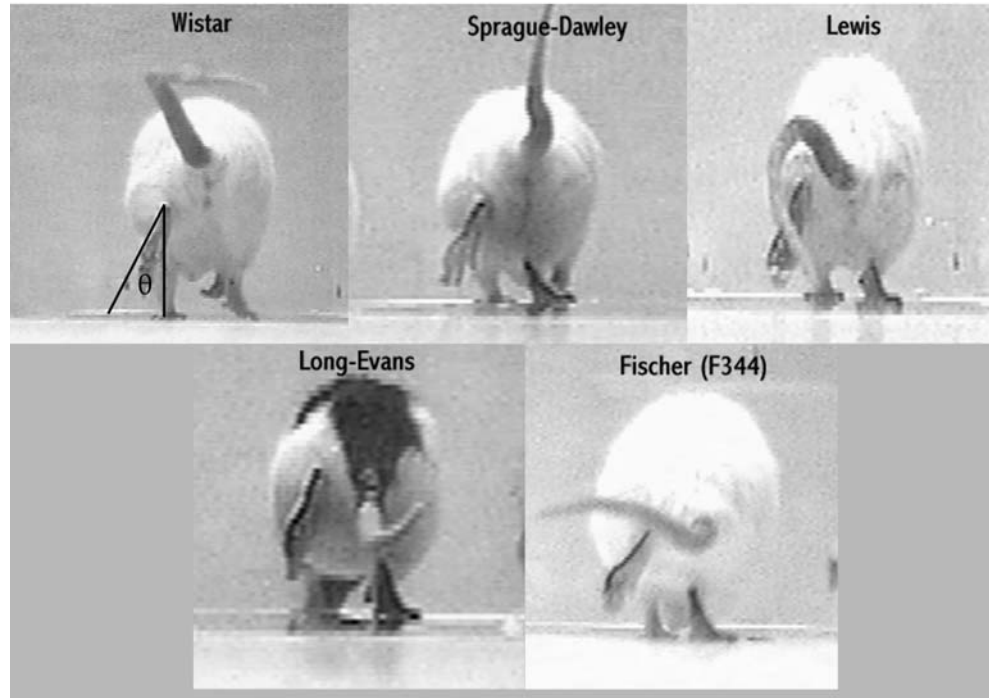 Wistar
Sprague-Dawley
Lewis
θ
Long-Evans
Fischer (F344)